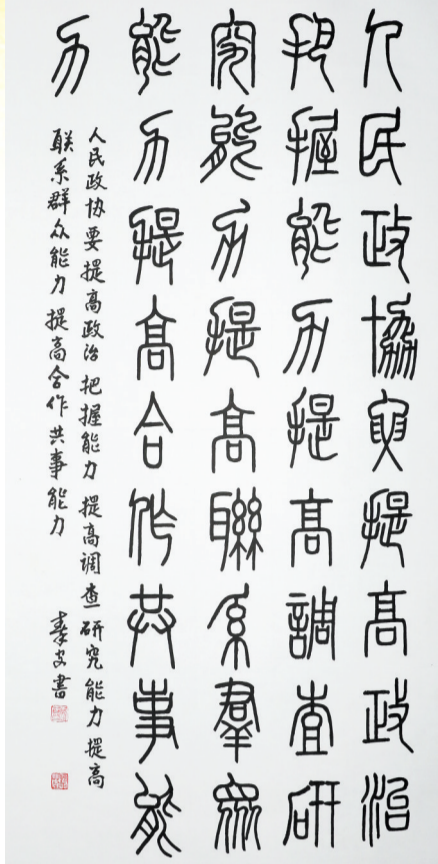 人民政協要提高政治
把握能力提高調查研
究能力提高聯系羣眾
能力提高合作共事能
力
人民政协要提高政治 把握能力 提高调查研究能力 提高
联系群众能力 提高合作共事能力
書